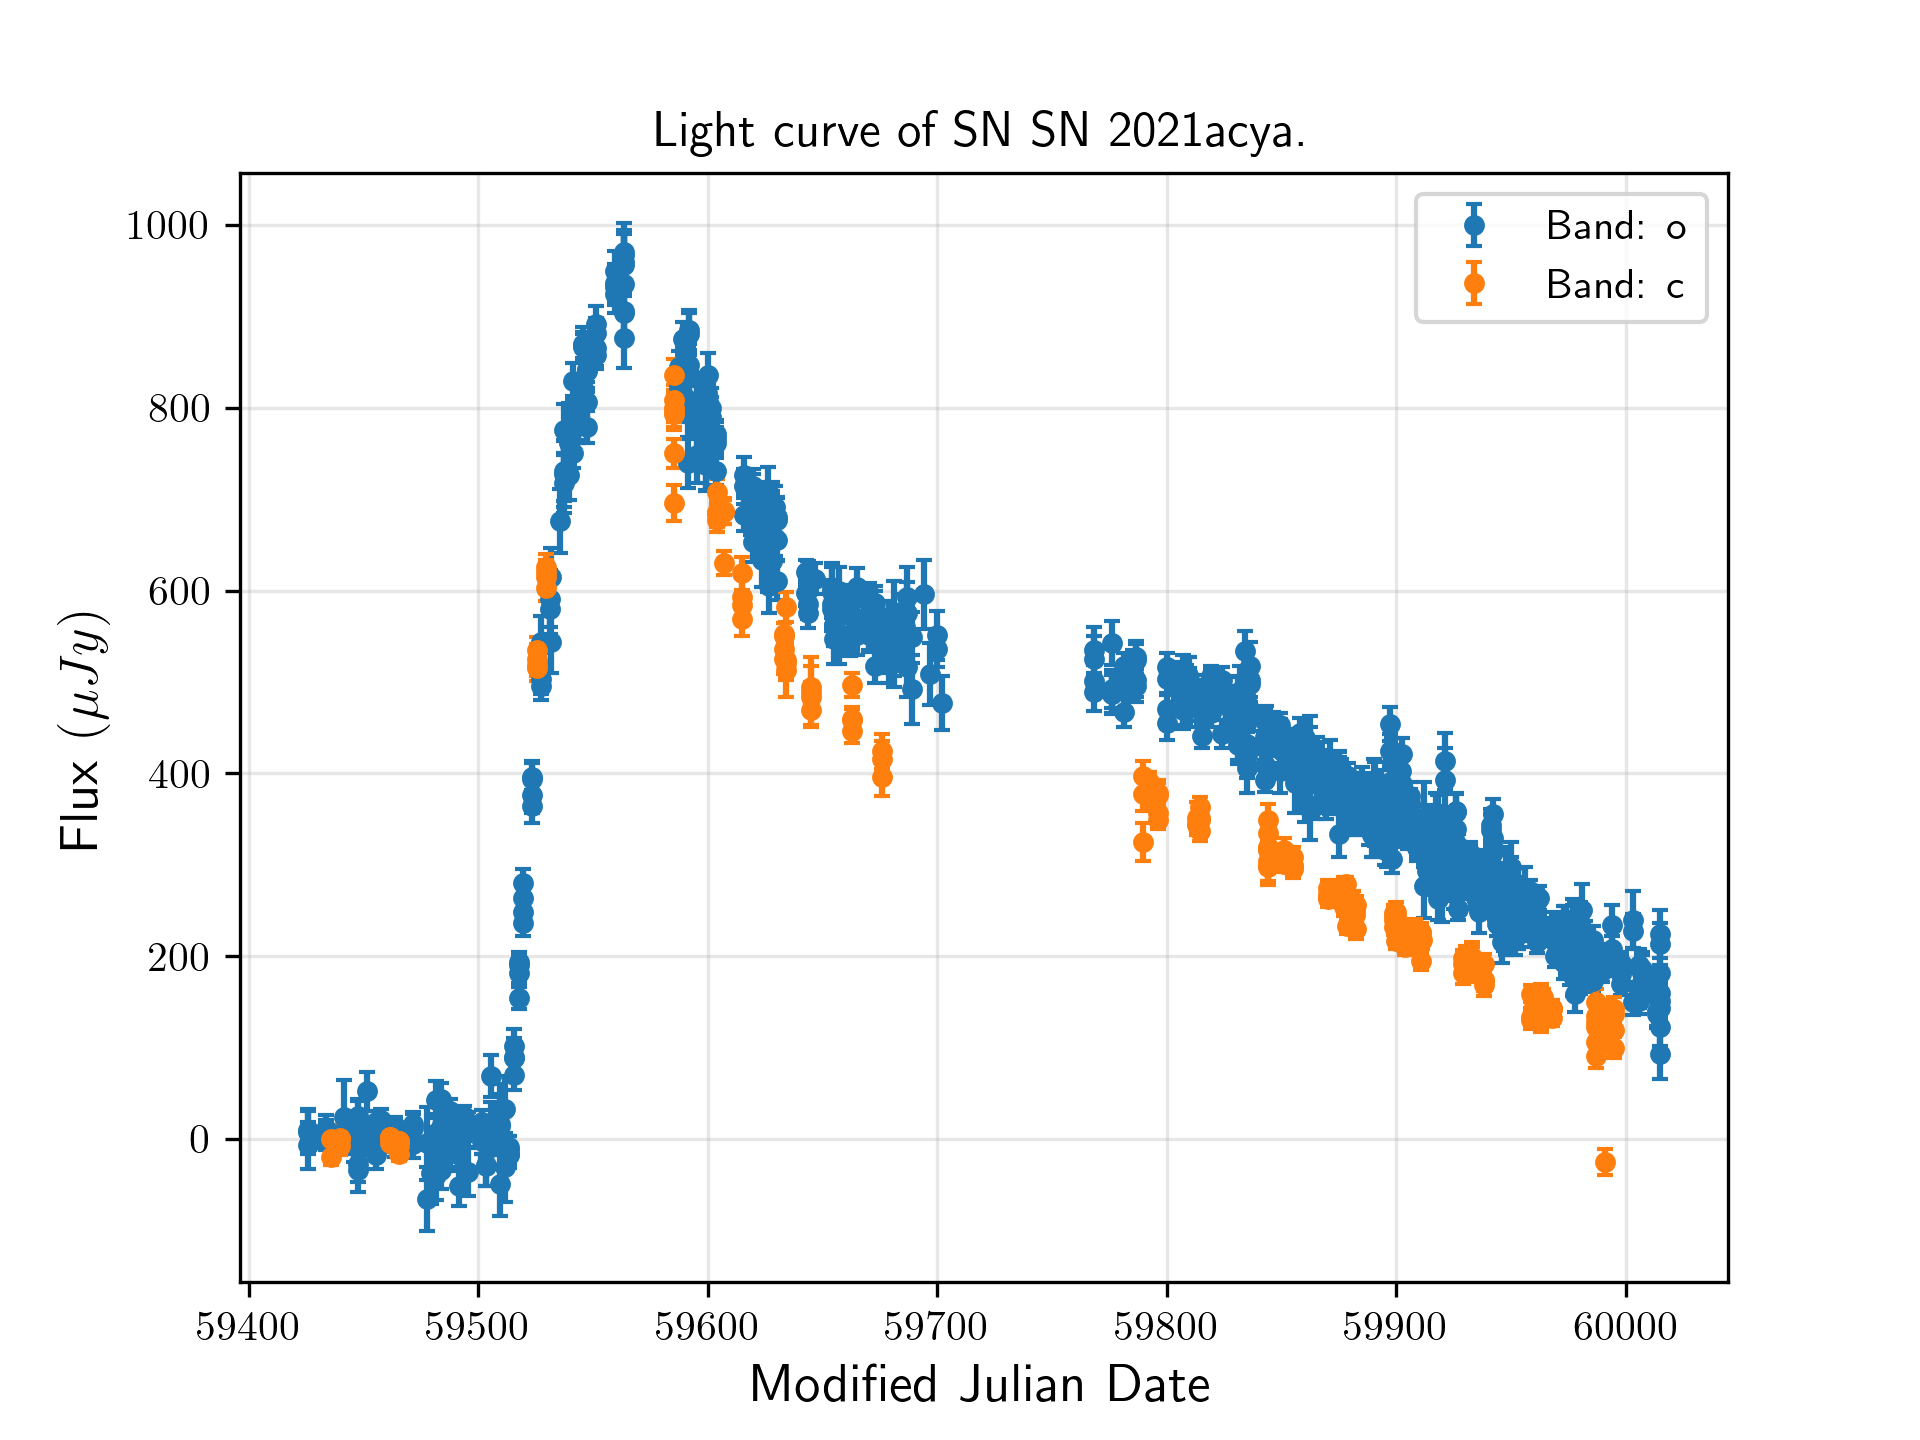 Light curve of SN SN 2021acya.
Band: o
Band: c
1000
800
600
400
200
0
Flux (μJy)
59400 59500 59600 59700 59800 59900 60000
Modified Julian Date